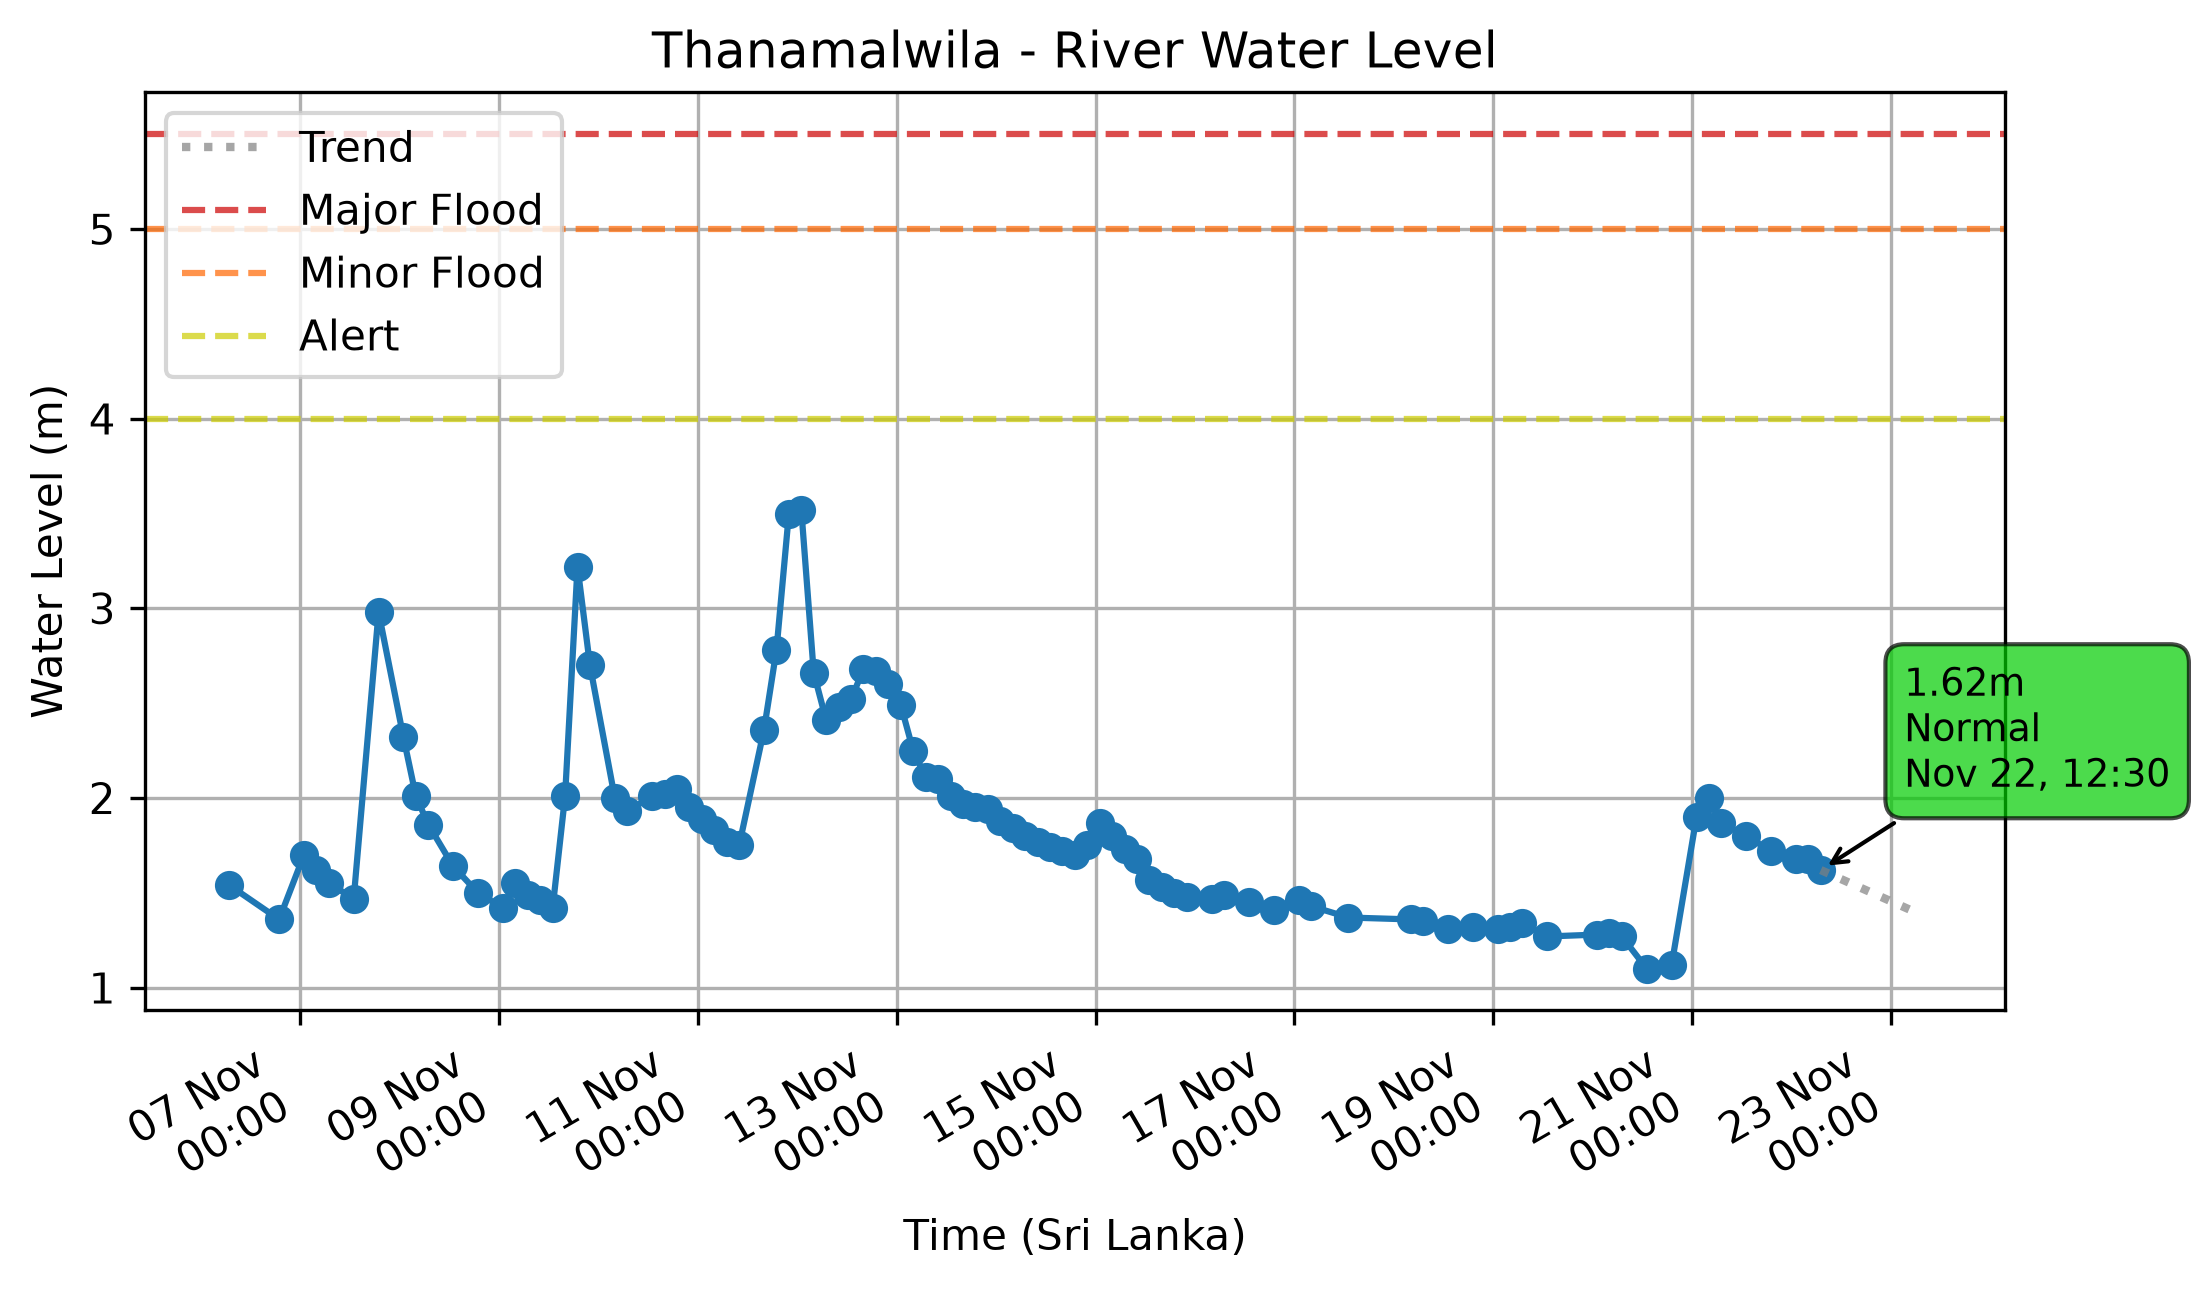 Thanamalwila - River Water Level
Trend
Major Flood
Minor Flood
Alert
Water Level (m)
5
4
3
2
1
1.62m
Normal
Nov 22, 12:30
07 Nov
00:00
09 Nov
00:00
11 Nov
00:00
13 Nov
00:00
15 Nov
00:00
17 Nov
00:00
19 Nov
00:00
21 Nov
00:00
23 Nov
00:00
Time (Sri Lanka)